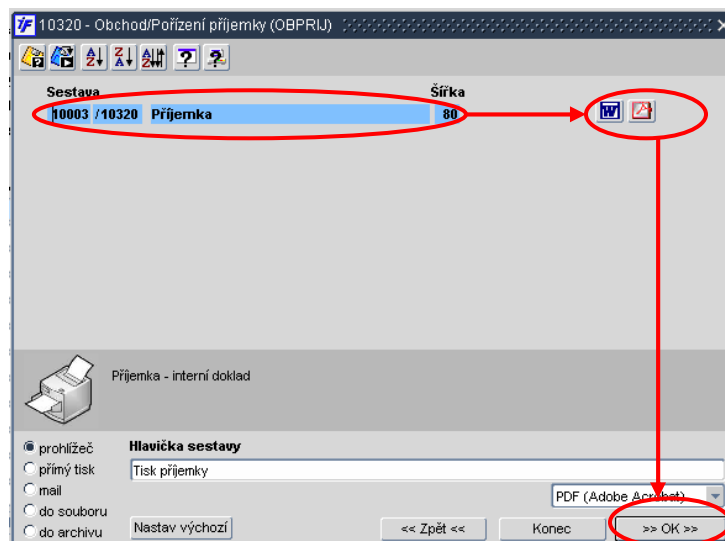 10320 - Obchod/Pořízení příjemky (OBPRIJ)
Sestava Šířka
10003 /10320 Příjemka 80
Příjemka - interní doklad
prohlížeč Hlavička sestavy
přímý tisk Tisk příjemky
mail PDF (Adobe Acrobat)
do souboru
do archivu Nastav výchozí << Zpět << Konec >> OK >>